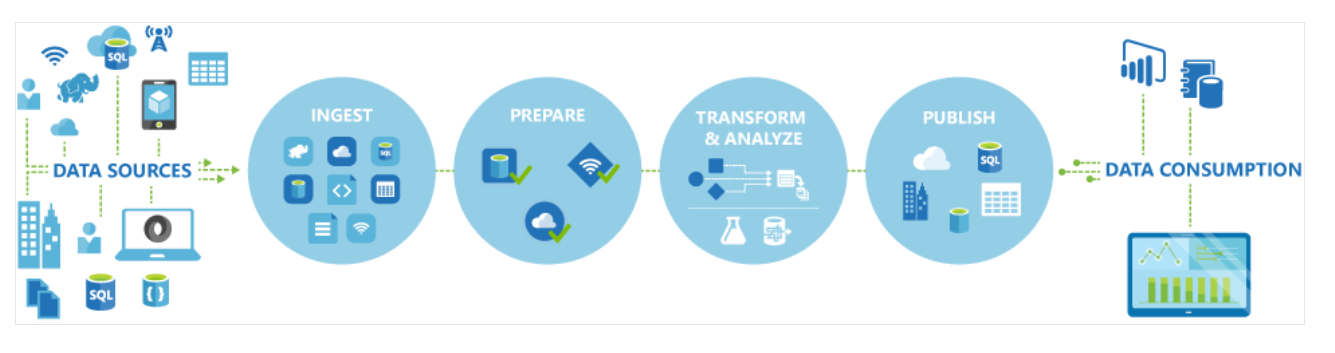 SQL
DATA SOURCES
SQL
{ }
INGEST
SQL
<>
PREPARE
TRANSFORM
& ANALYZE
PUBLISH
SQL
DATA CONSUMPTION